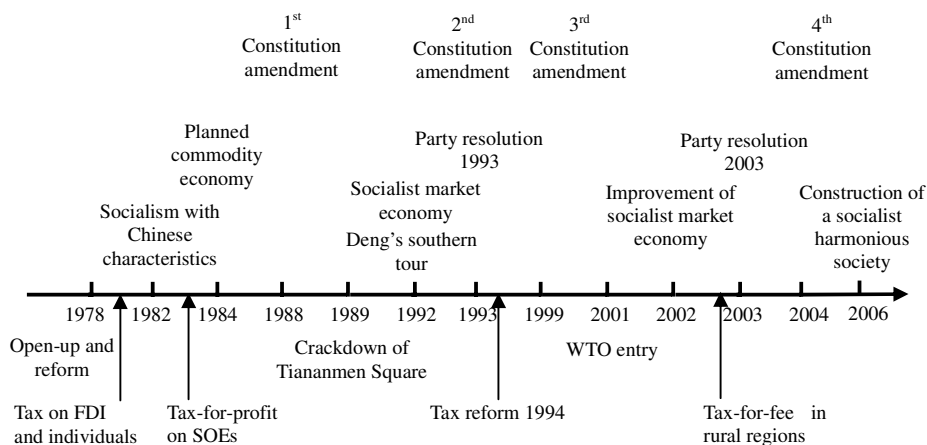 1st
Constitution
amendment
2nd
Constitution
amendment
3rd
Constitution
amendment
4th
Constitution
amendment
Planned
commodity
economy
Party resolution
1993
Party resolution
2003
Socialism with
Chinese
characteristics
Socialist market
economy
Deng's southern
tour
Improvement of
socialist market
economy
Construction of
a socialist
harmonious
society
1978 1982 1984 1988 1989 1992 1993 1999 2001 2002 2003 2004 2006
Open-up and
reform
Crackdown of
Tiananmen Square
WTO entry
Tax on FDI
and individuals
Tax-for-profit
on SOEs
Tax reform 1994
Tax-for-fee in
rural regions